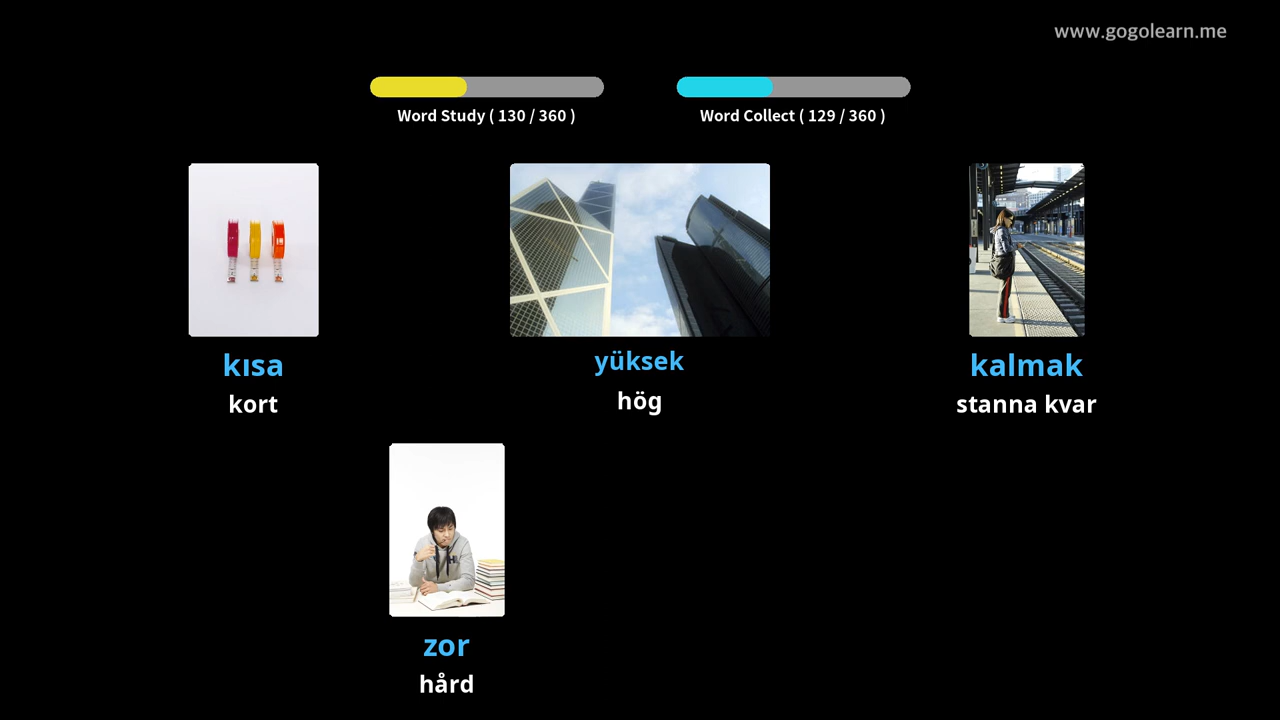 www.gogolearn.me
Word Study ( 130 / 360 )
Word Collect ( 129 / 360 )
kısa
kort
yüksek
hög
kalmak
stanna kvar
zor
hård